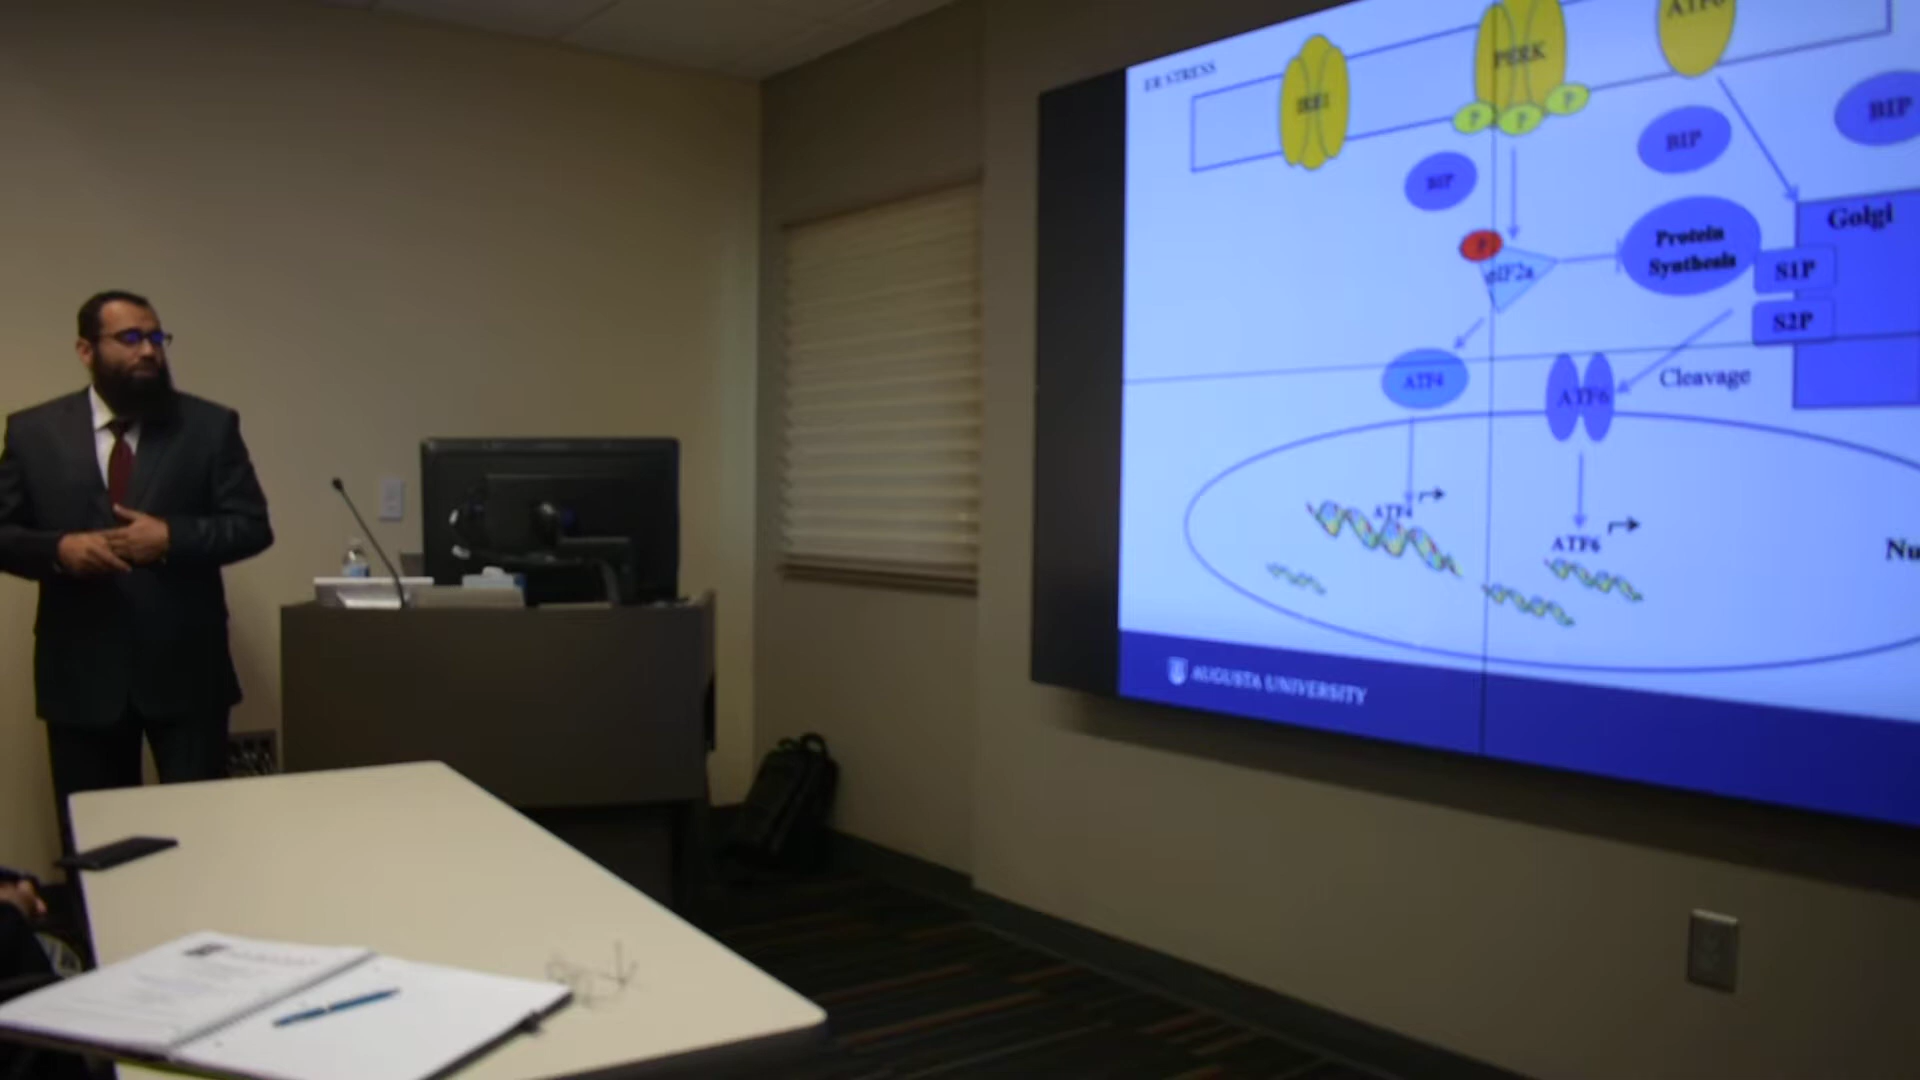 ER STRESS
IRE1
PERK
ATF6
P
P
P
BIP
BIP
BIP
P
eIF2a
Protein
Synthesis
Golgi
S1P
S2P
ATF4
ATF6
Cleavage
ATF4
ATF6
Nu
AUGUSTA UNIVERSITY